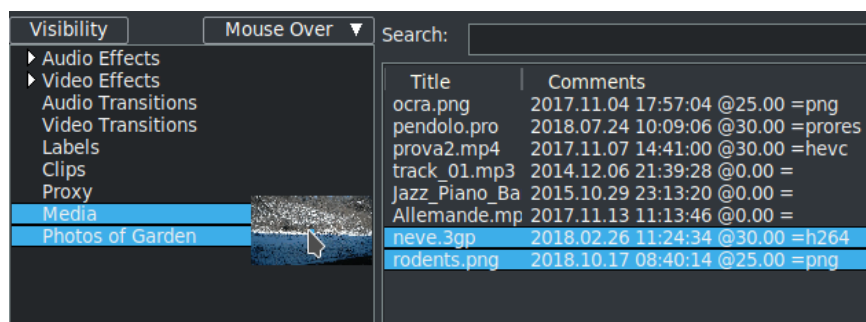 Visibility
Mouse Over
Audio Effects
Video Effects
Audio Transitions
Video Transitions
Labels
Clips
Proxy
Media
Photos of Garden
Search:
Title Comments
ocra.png 2017.11.04 17:57:04 @25.00 =png
pendolo.pro 2018.07.24 10:09:06 @30.00 =prores
prova2.mp4 2017.11.07 14:41:00 @30.00 =hevc
track_01.mp3 2014.12.06 21:39:28 @0.00 =
Jazz_Piano_Ba 2015.10.29 23:13:20 @0.00 =
Allemande.mp 2017.11.13 11:13:46 @0.00 =
neve.3gp 2018.02.26 11:24:34 @30.00 =h264
rodents.png 2018.10.17 08:40:14 @25.00 =png